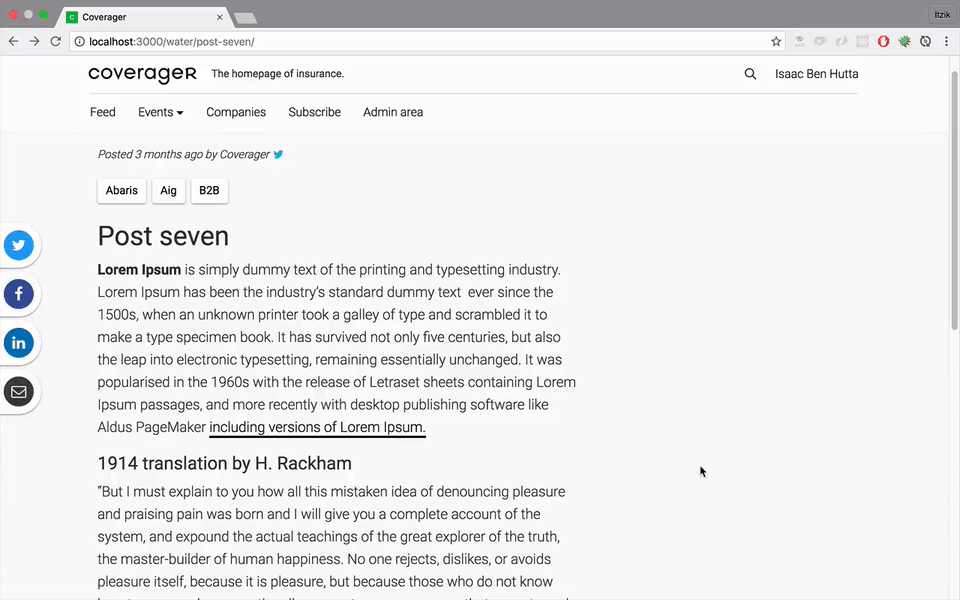 Coverager
Itzik
localhost:3000/water/post-seven/
coverager The homepage of insurance. Isaac Ben Hutta
Feed Events Companies Subscribe Admin area
Posted 3 months ago by Coverager
Abaris Aig B2B
Post seven
Lorem Ipsum is simply dummy text of the printing and typesetting industry.
Lorem Ipsum has been the industry's standard dummy text ever since the
1500s, when an unknown printer took a galley of type and scrambled it to
make a type specimen book. It has survived not only five centuries, but also
the leap into electronic typesetting, remaining essentially unchanged. It was
popularised in the 1960s with the release of Letraset sheets containing Lorem
Ipsum passages, and more recently with desktop publishing software like
Aldus PageMaker including versions of Lorem Ipsum.
1914 translation by H. Rackham
“But I must explain to you how all this mistaken idea of denouncing pleasure
and praising pain was born and I will give you a complete account of the
system, and expound the actual teachings of the great explorer of the truth,
the master-builder of human happiness. No one rejects, dislikes, or avoids
pleasure itself, because it is pleasure, but because those who do not know